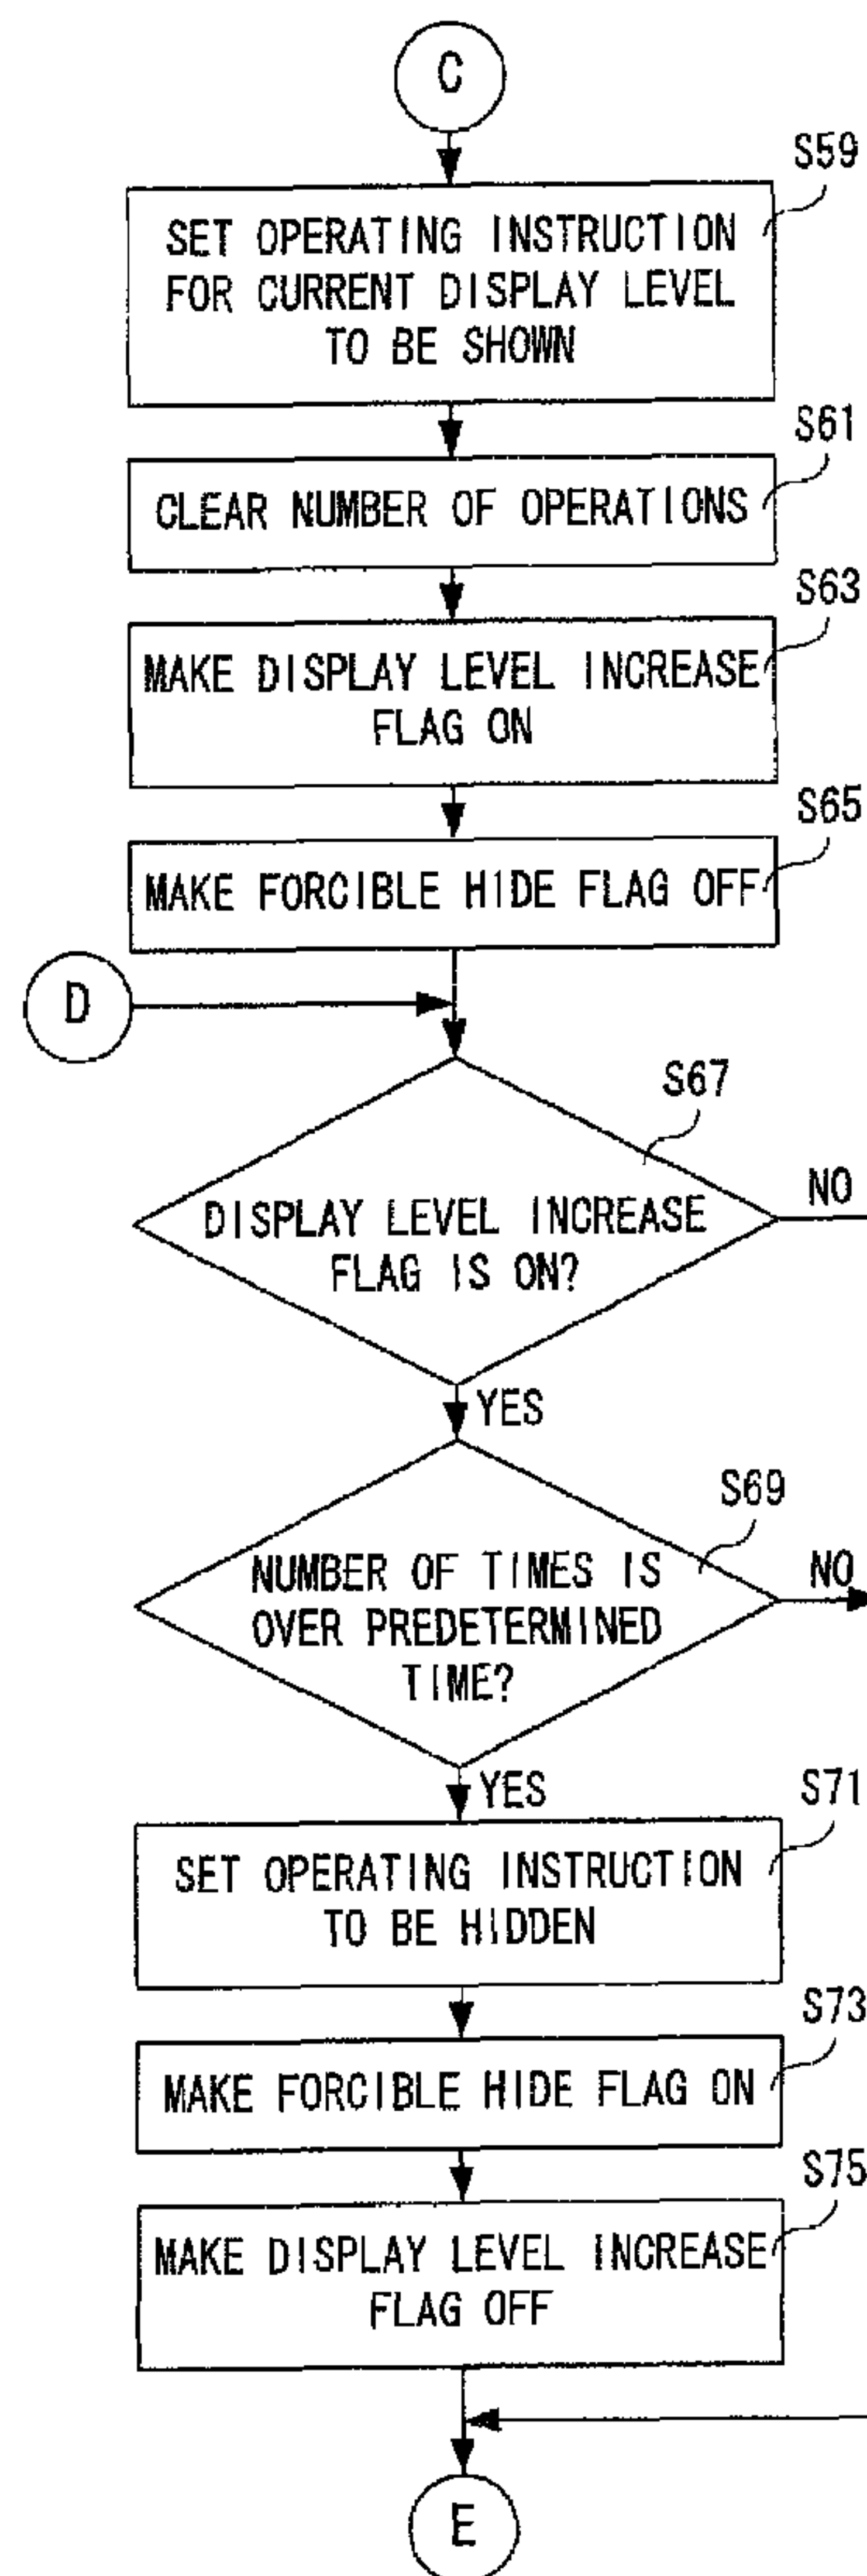 C
S59
SET OPERATING INSTRUCTION
FOR CURRENT DISPLAY LEVEL
TO BE SHOWN
S61
CLEAR NUMBER OF OPERATIONS
S63
MAKE DISPLAY LEVEL INCREASE
FLAG ON
S65
MAKE FORCIBLE HIDE FLAG OFF
D
S67
DISPLAY LEVEL INCREASE
FLAG IS ON?
NO
YES
S69
NUMBER OF TIMES IS
OVER PREDETERMINED
TIME?
NO
YES
S71
SET OPERATING INSTRUCTION
TO BE HIDDEN
S73
MAKE FORCIBLE HIDE FLAG ON
S75
MAKE DISPLAY LEVEL INCREASE
FLAG OFF
E